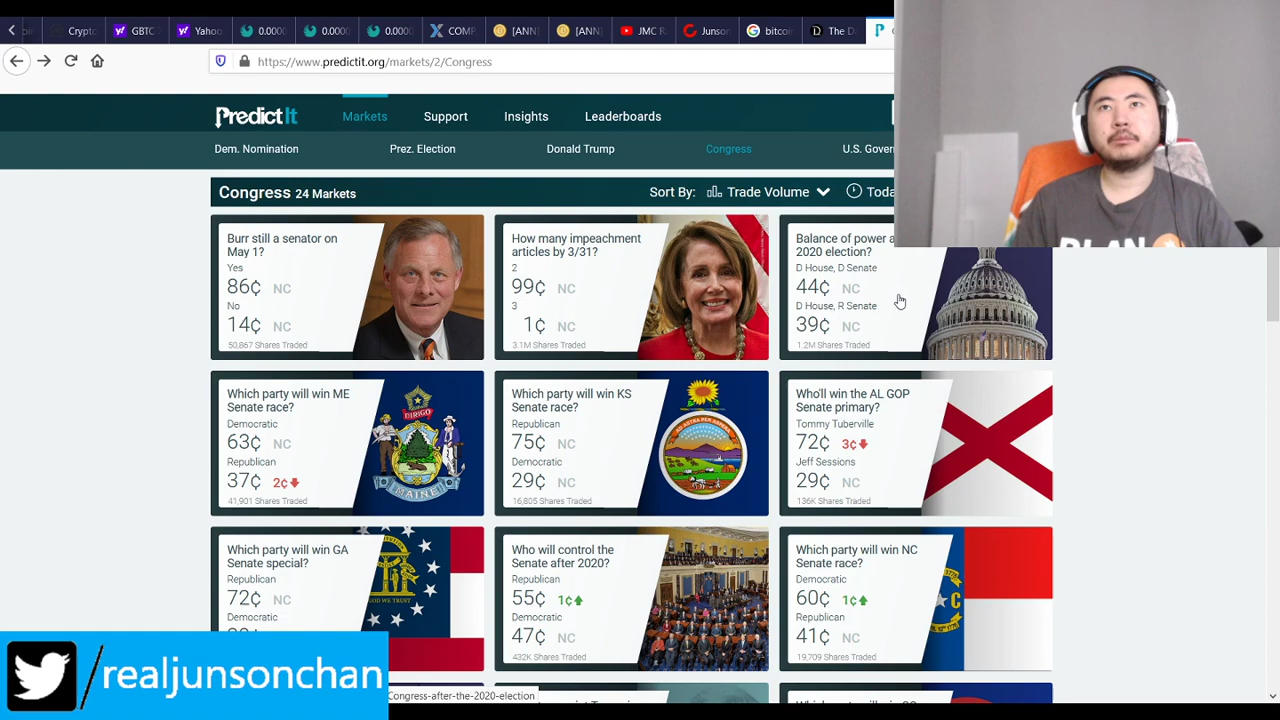 Crypto
GBTC
Yahoo
0.0000
0.0000
0.0000
COMP
[ANN]
[ANN]
JMC R
Junson
bitcoi
The D
https://www.predictit.org/markets/2/Congress
PredictIt
Markets
Support
Insights
Leaderboards
Dem. Nomination
Prez. Election
Donald Trump
Congress
U.S. Gover
Congress 24 Markets
Sort By:
Trade Volume
Toda
Burr still a senator on
May 1?
Yes
86¢ NC
No
14¢ NC
50,867 Shares Traded
How many impeachment
articles by 3/31?
2
99¢ NC
3
1¢ NC
3.1M Shares Traded
Balance of power a
2020 election?
D House, D Senate
44¢ NC
D House, R Senate
39¢ NC
1.2M Shares Traded
Which party will win ME
Senate race?
Democratic
63¢ NC
Republican
37¢ 2¢
41,901 Shares Traded
DIRIGO
MAINE
Which party will win KS
Senate race?
Republican
75¢ NC
Democratic
29¢ NC
16,805 Shares Traded
Who'll win the AL GOP
Senate primary?
Tommy Tuberville
72¢ 3¢
Jeff Sessions
29¢ NC
136K Shares Traded
Which party will win GA
Senate special?
Republican
72¢ NC
Democratic
Who will control the
Senate after 2020?
Republican
55¢ 1¢
Democratic
47¢ NC
432K Shares Traded
Which party will win NC
Senate race?
Democratic
60¢ 1¢
Republican
41¢ NC
19,709 Shares Traded
C
/realjunsonchan
Congress-after-the-2020-election